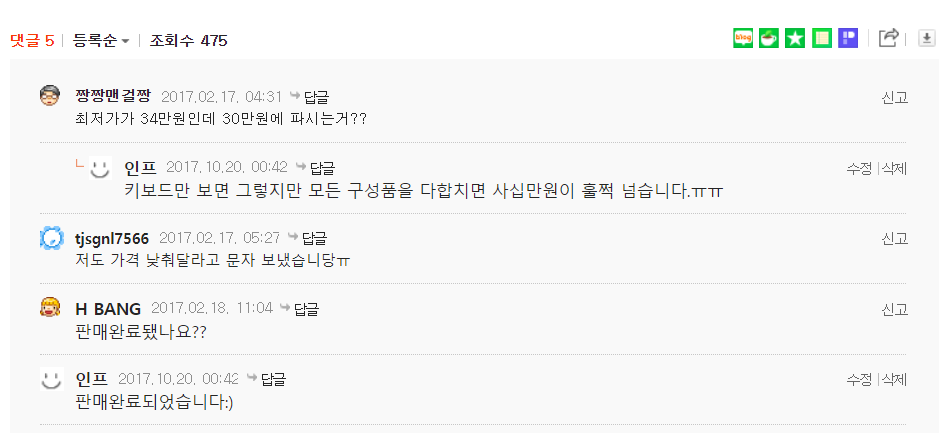 댓글 5 | 등록순 | 조회수 475
blog
짱짱맨걸짱 2017.02.17. 04:31 답글 신고
최저가가 34만원인데 30만원에 파시는거??
인프 2017.10.20. 00:42 답글 수정 | 삭제
키보드만 보면 그렇지만 모든 구성품을 다합치면 사십만원이 훌쩍 넘습니다.ㅠㅠ
tjsgnl7566 2017.02.17. 05:27 답글 신고
저도 가격 낮춰달라고 문자 보냈습니당ㅠ
H BANG 2017.02.18. 11:04 답글 신고
판매완료됐나요??
인프 2017.10.20. 00:42 답글 수정 | 삭제
판매완료되었습니다:)